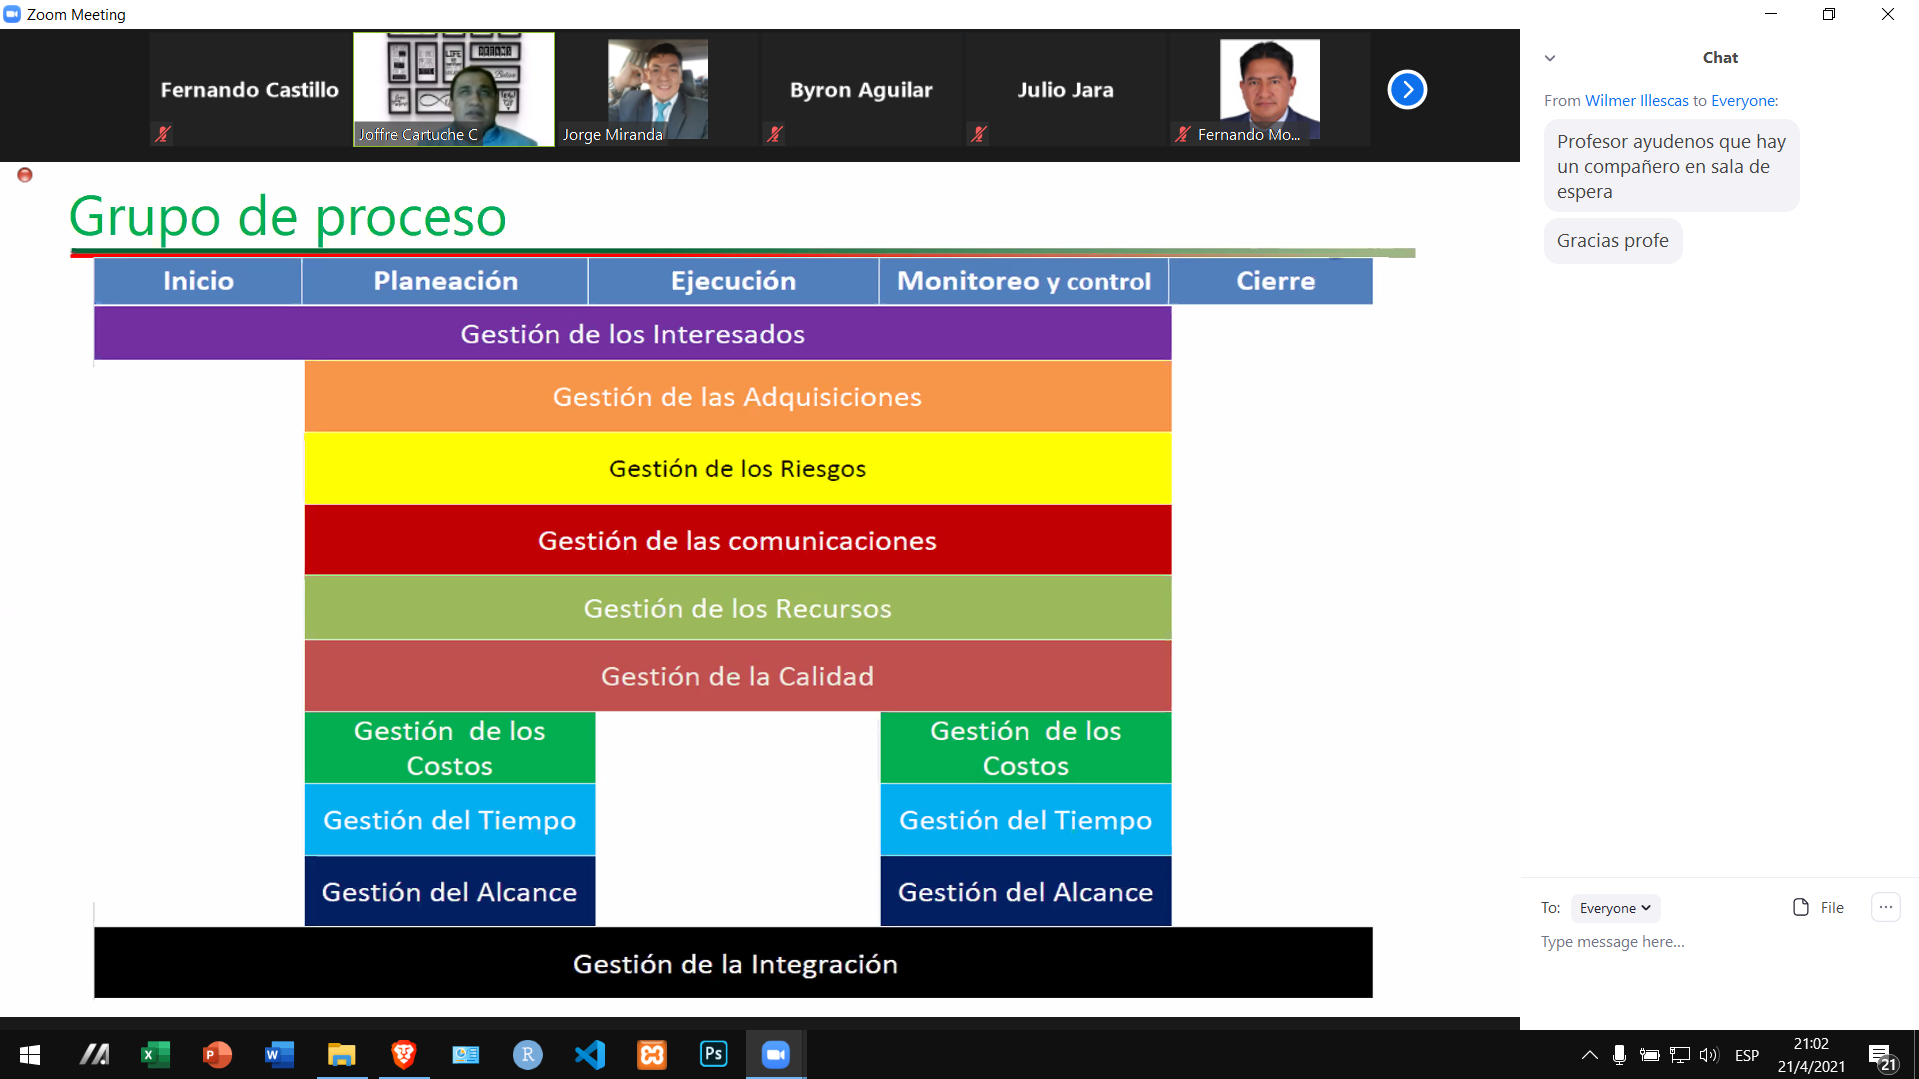 Zoom Meeting
Fernando Castillo
Joffre Cartuche C
Jorge Miranda
Byron Aguilar
Julio Jara
Fernando Mo...
Chat
From Wilmer Illescas to Everyone:
Profesor ayudenos que hay
un compañero en sala de
espera
Gracias profe
Grupo de proceso
Inicio Planeación Ejecución Monitoreo y control Cierre
Gestión de los Interesados
Gestión de las Adquisiciones
Gestión de los Riesgos
Gestión de las comunicaciones
Gestión de los Recursos
Gestión de la Calidad
Gestión de los
Costos
Gestión de los
Costos
Gestión del Tiempo
Gestión del Tiempo
Gestión del Alcance
Gestión del Alcance
Gestión de la Integración
To: Everyone File ...
Type message here...
X P W R Ps
ESP
21:02
21/4/2021
21